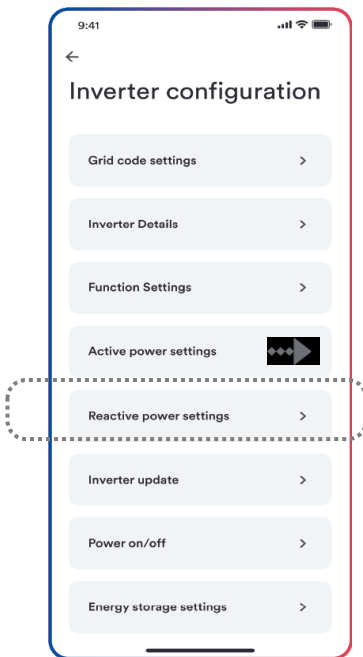 9:41
Inverter configuration
Grid code settings
Inverter Details
Function Settings
Active power settings
Reactive power settings
Inverter update
Power on/off
Energy storage settings